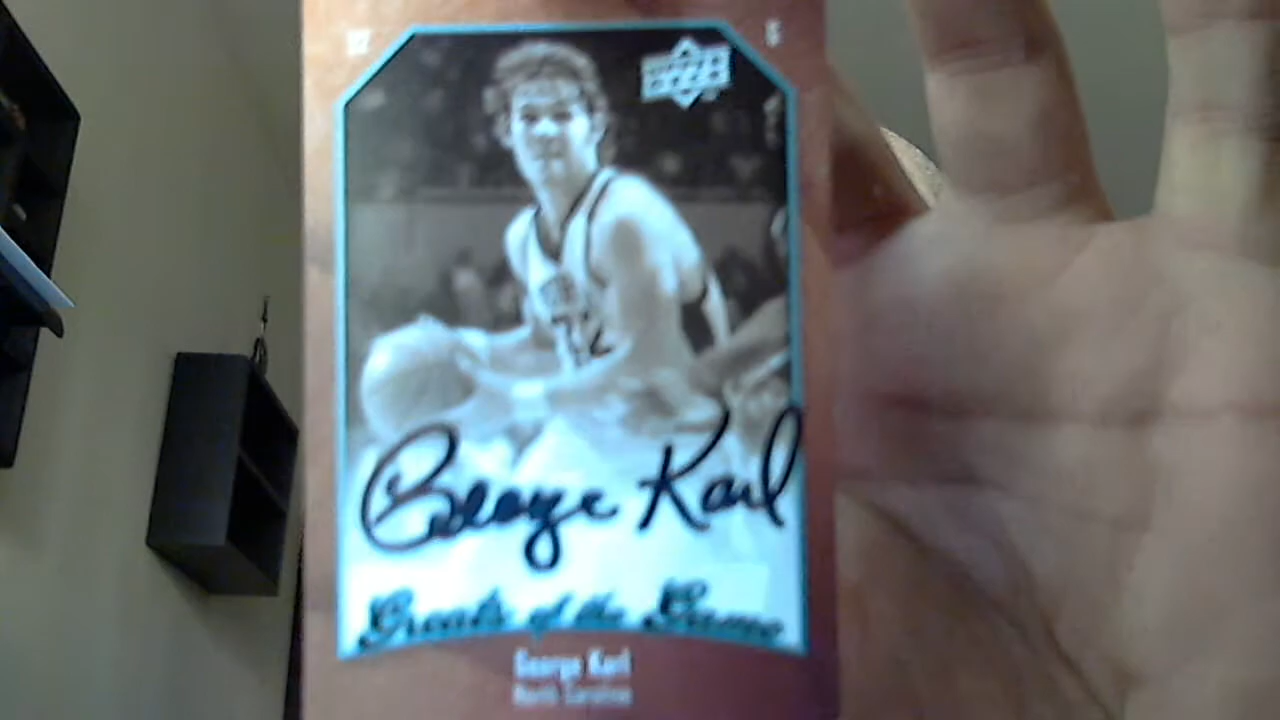 George Karl
Greats of the Game
George Karl
North Carolina